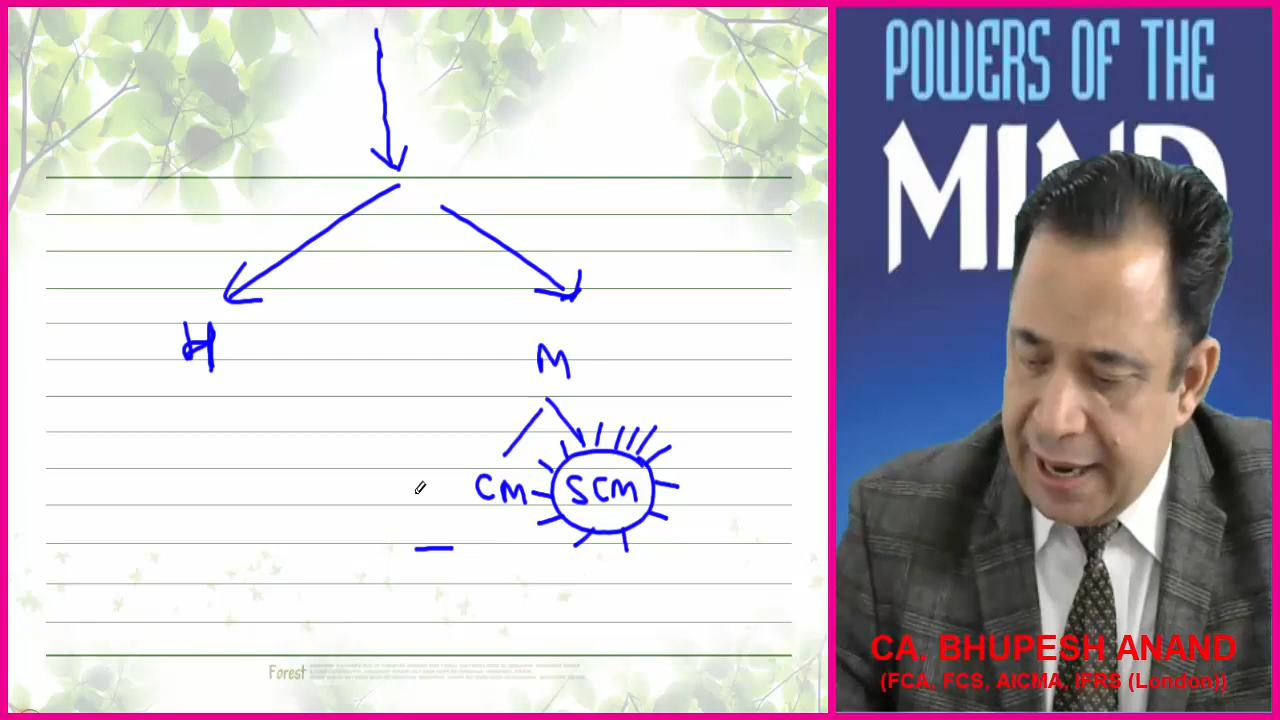 POWERS OF THE
MIND
H
M
CM
SCM
Forest
CA. BHUPESH ANAND
(FCA, FCS, AICMA, IFRS (London))